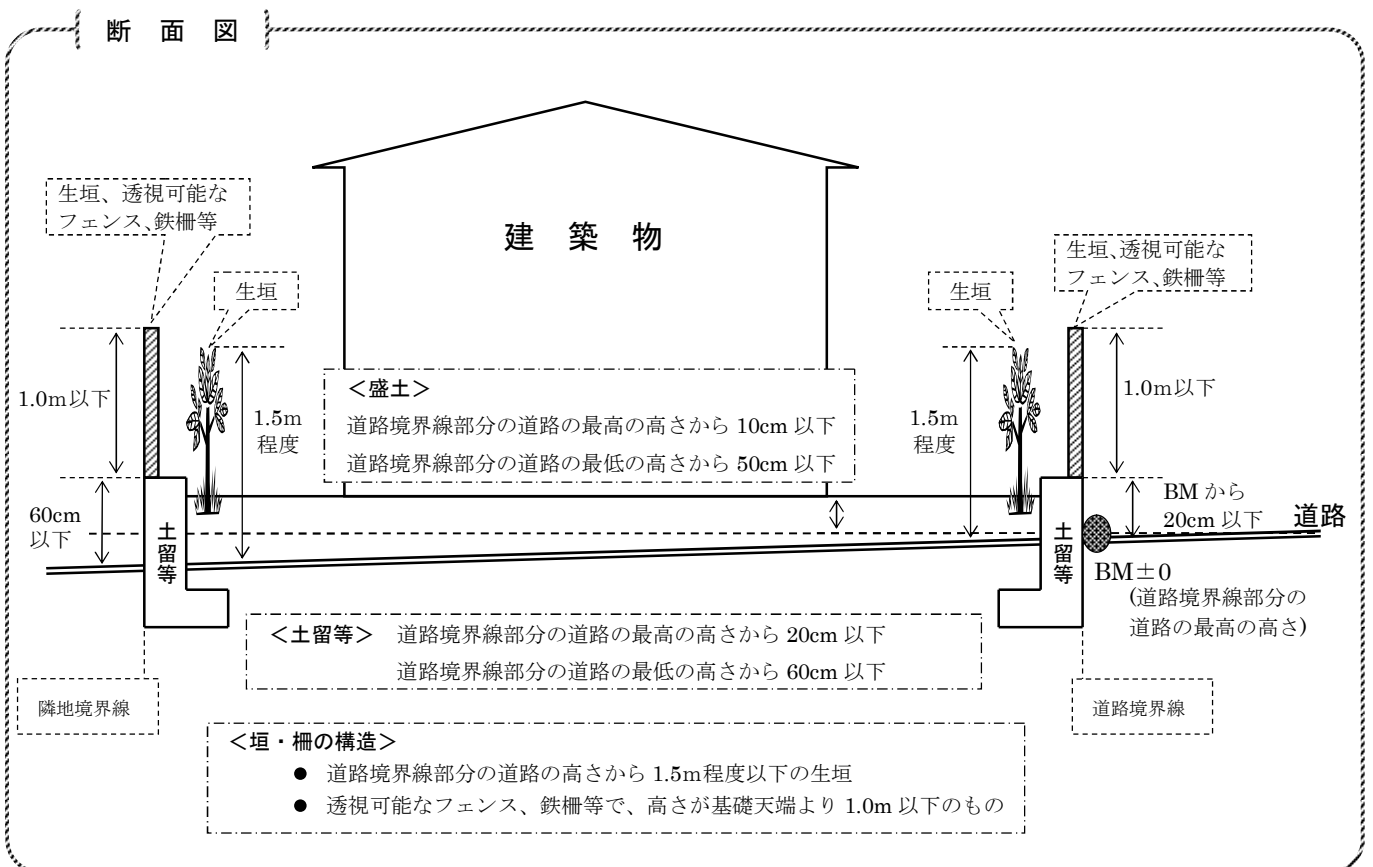 断 面 図
生垣、透視可能な
フェンス、鉄柵等
生垣
建 築 物
生垣
生垣、透視可能な
フェンス、鉄柵等
1.0m以下
1.5m
程度
<盛土>
道路境界線部分の道路の最高の高さから 10cm 以下
道路境界線部分の道路の最低の高さから 50cm 以下
1.5m
程度
1.0m以下
60cm
以下
土留等
土留等
BM から
20cm 以下
道路
BM±0
(道路境界線部分の
道路の最高の高さ)
<土留等> 道路境界線部分の道路の最高の高さから 20cm 以下
道路境界線部分の道路の最低の高さから 60cm 以下
隣地境界線
道路境界線
<垣・柵の構造>
● 道路境界線部分の道路の高さから 1.5m程度以下の生垣
● 透視可能なフェンス、鉄柵等で、高さが基礎天端より 1.0m 以下のもの